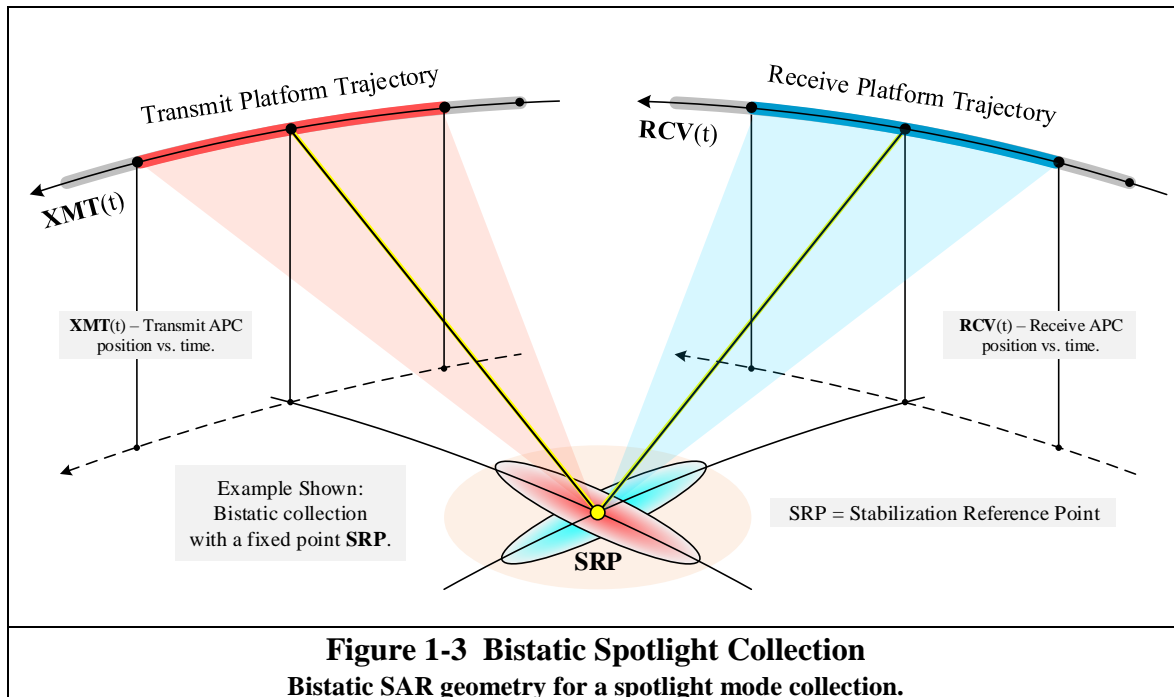 Transmit Platform Trajectory
Receive Platform Trajectory
XMT(t)
RCV(t)
XMT(t) – Transmit APC
position vs. time.
RCV(t) – Receive APC
position vs. time.
Example Shown:
Bistatic collection
with a fixed point SRP.
SRP = Stabilization Reference Point
SRP
Figure 1-3 Bistatic Spotlight Collection
Bistatic SAR geometry for a spotlight mode collection.